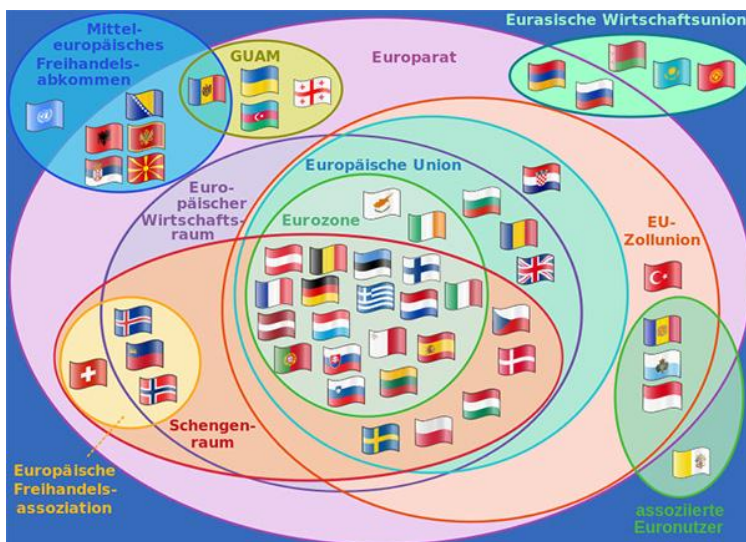 Mittel-
europäisches
Freihandels-
abkommen
GUAM
Europarat
Eurasische Wirtschaftsunion
Euro-
päischer
Wirtschafts-
raum
Europäische Union
Eurozone
EU-
Zollunion
Schengen-
raum
Europäische
Freihandels-
assoziation
assoziierte
Euronutzer